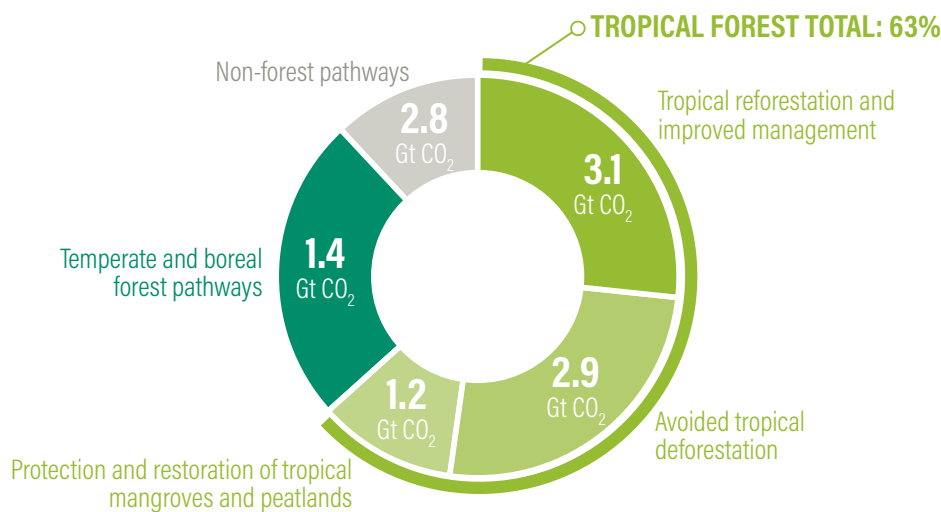 TROPICAL FOREST TOTAL: 63%
Non-forest pathways
2.8
Gt CO₂
Tropical reforestation and
improved management
3.1
Gt CO₂
Temperate and boreal
forest pathways
1.4
Gt CO₂
2.9
Gt CO₂
1.2
Gt CO₂
Avoided tropical
deforestation
Protection and restoration of tropical
mangroves and peatlands